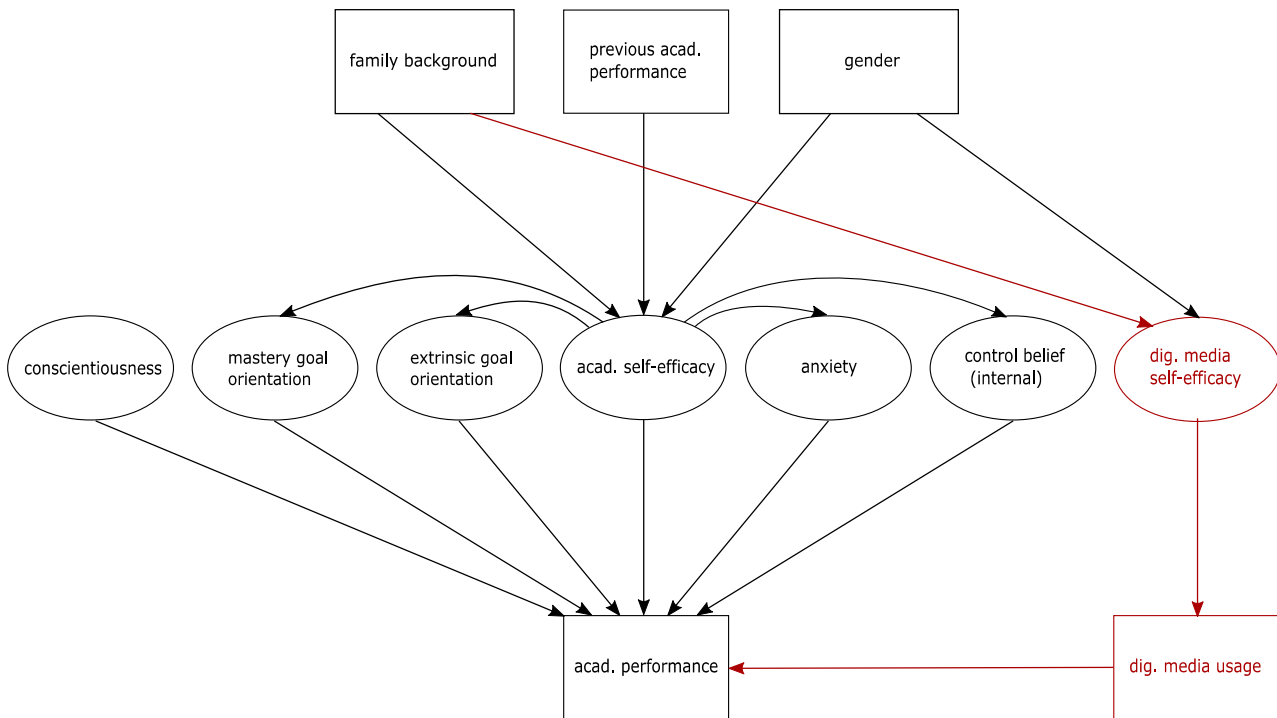 family background
previous acad.
performance
gender
conscientiousness
mastery goal
orientation
extrinsic goal
orientation
acad. self-efficacy
anxiety
control belief
(internal)
dig. media
self-efficacy
acad. performance
dig. media usage